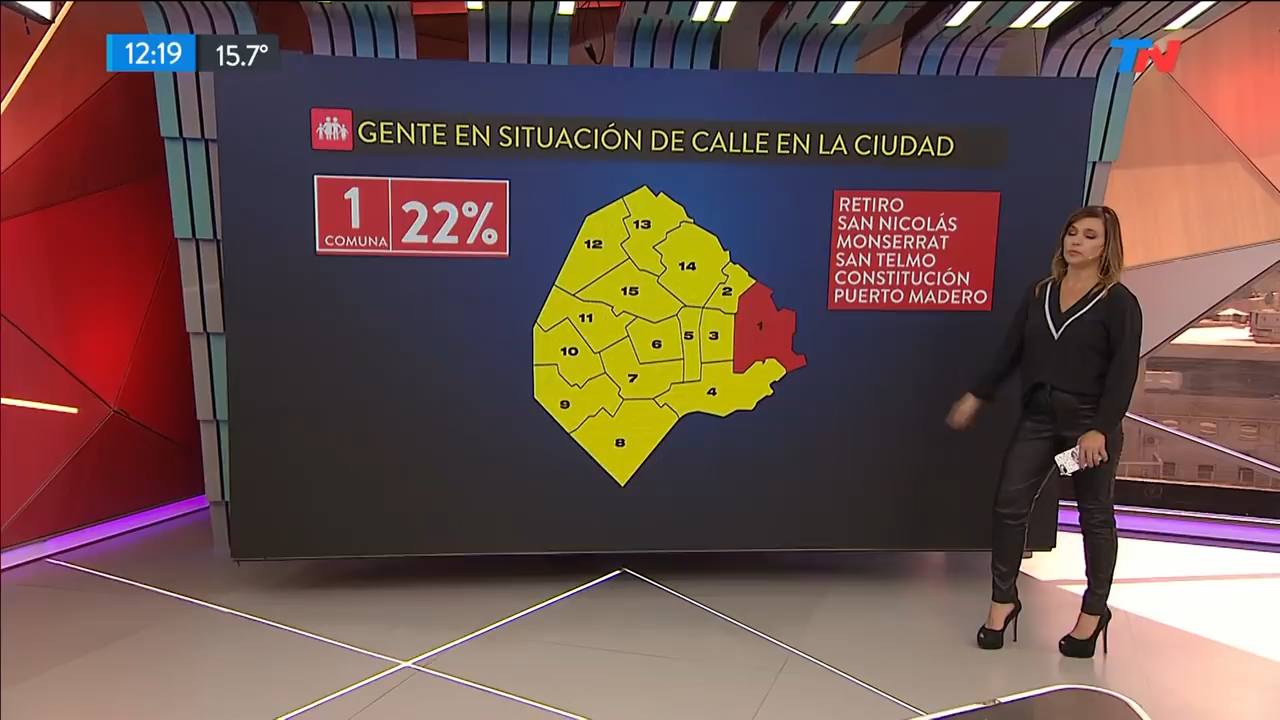 12:19 15.7°
TN
GENTE EN SITUACIÓN DE CALLE EN LA CIUDAD
1
COMUNA
22%
RETIRO
SAN NICOLÁS
MONSERRAT
SAN TELMO
CONSTITUCIÓN
PUERTO MADERO
13
12
14
15
2
11
1
5
3
6
10
7
4
9
8